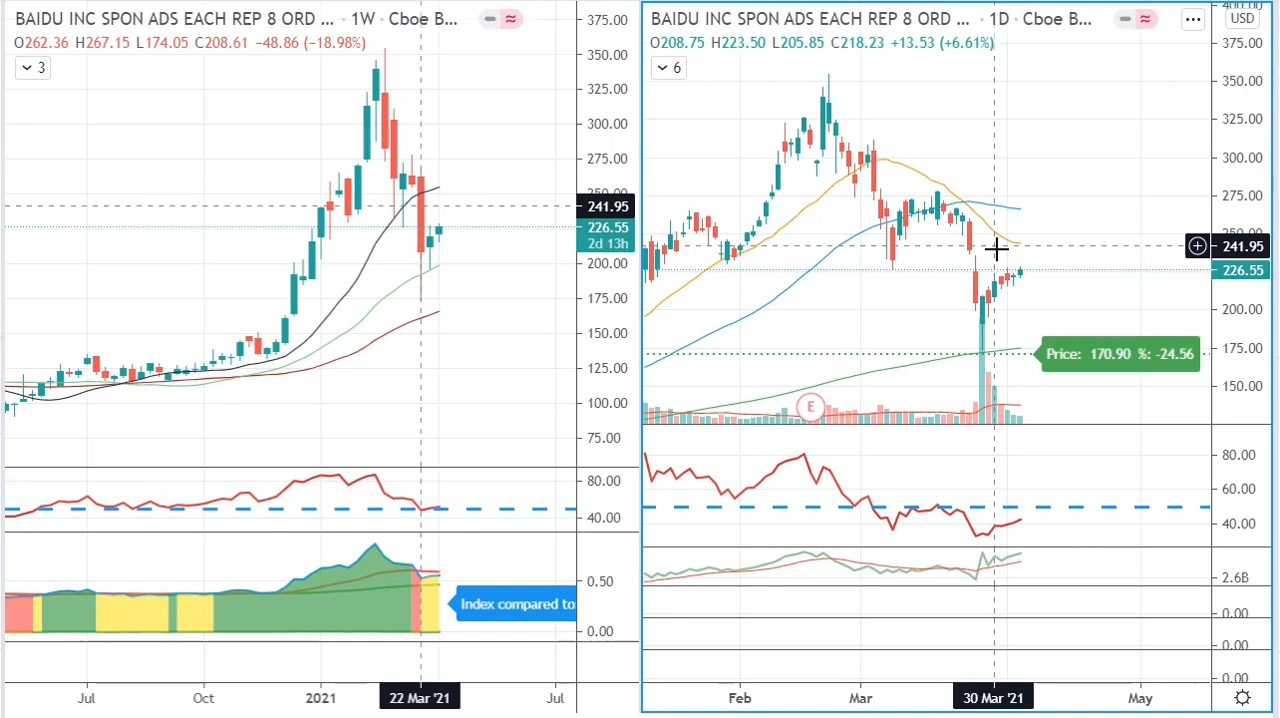 BAIDU INC SPON ADS EACH REP 8 ORD ... · 1W · Cboe B...
O262.36 H267.15 L174.05 C208.61 −48.86 (−18.98%)
3
375.00
350.00
325.00
300.00
275.00
250.00
241.95
226.55
2d 13h
200.00
175.00
150.00
125.00
100.00
75.00
80.00
40.00
0.50
Index compared to
0.00
Jul
Oct
2021
22 Mar '21
Jul
BAIDU INC SPON ADS EACH REP 8 ORD ... · 1D · Cboe B...
USD
O208.75 H223.50 L205.85 C218.23 +13.53 (+6.61%)
6
400.00
375.00
350.00
325.00
300.00
275.00
250.00
241.95
226.55
200.00
175.00
Price: 170.90 %: -24.56
150.00
E
80.00
60.00
40.00
2.6B
0.00
0.00
0.00
Feb
Mar
30 Mar '21
May